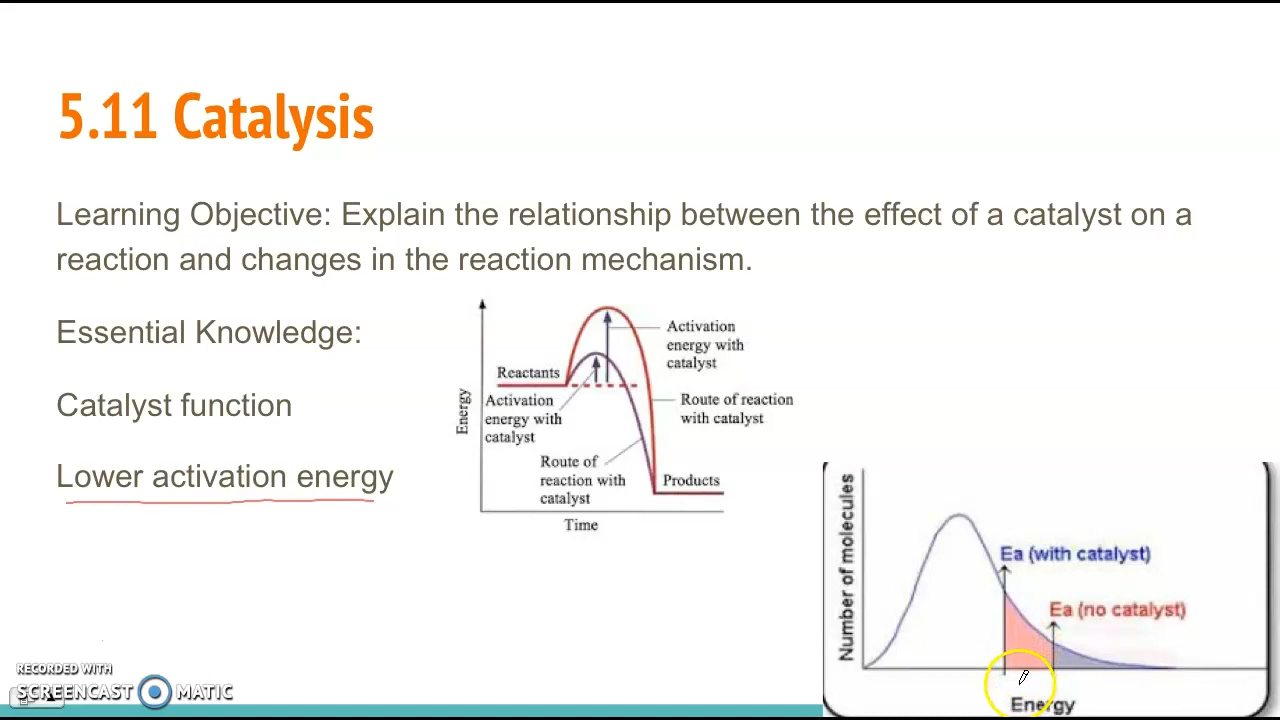 5.11 Catalysis
Learning Objective: Explain the relationship between the effect of a catalyst on a
reaction and changes in the reaction mechanism.
Essential Knowledge:
Catalyst function
Lower activation energy
Energy
Reactants
Activation
energy with
catalyst
Activation
energy with
catalyst
Route of reaction
with catalyst
Route of
reaction with
catalyst
Products
Time
Number of molecules
Ea (with catalyst)
Ea (no catalyst)
Energy
RECORDED WITH
SCREENCAST MATIC